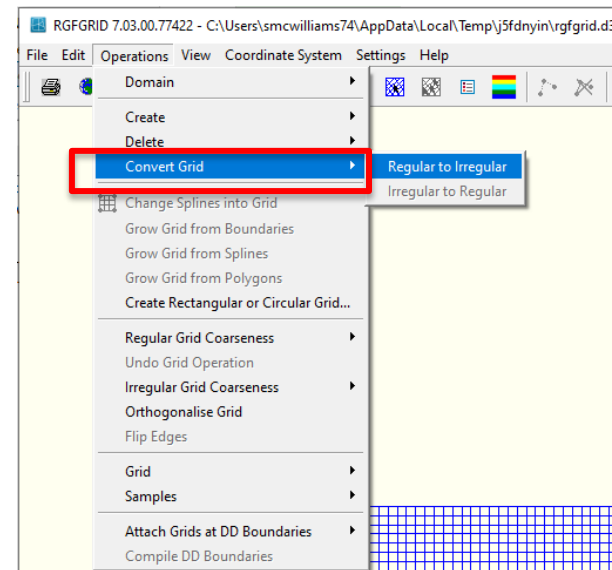 RGFGRID 7.03.00.77422 - C:\Users\smcwilliams74\AppData\Local\Temp\j5fdnyin\rgfgrid.d3
File Edit Operations View Coordinate System Settings Help
Domain
Create
Delete
Convert Grid
Regular to Irregular
Irregular to Regular
Change Splines into Grid
Grow Grid from Boundaries
Grow Grid from Splines
Grow Grid from Polygons
Create Rectangular or Circular Grid...
Regular Grid Coarseness
Undo Grid Operation
Irregular Grid Coarseness
Orthogonalise Grid
Flip Edges
Grid
Samples
Attach Grids at DD Boundaries
Compile DD Boundaries